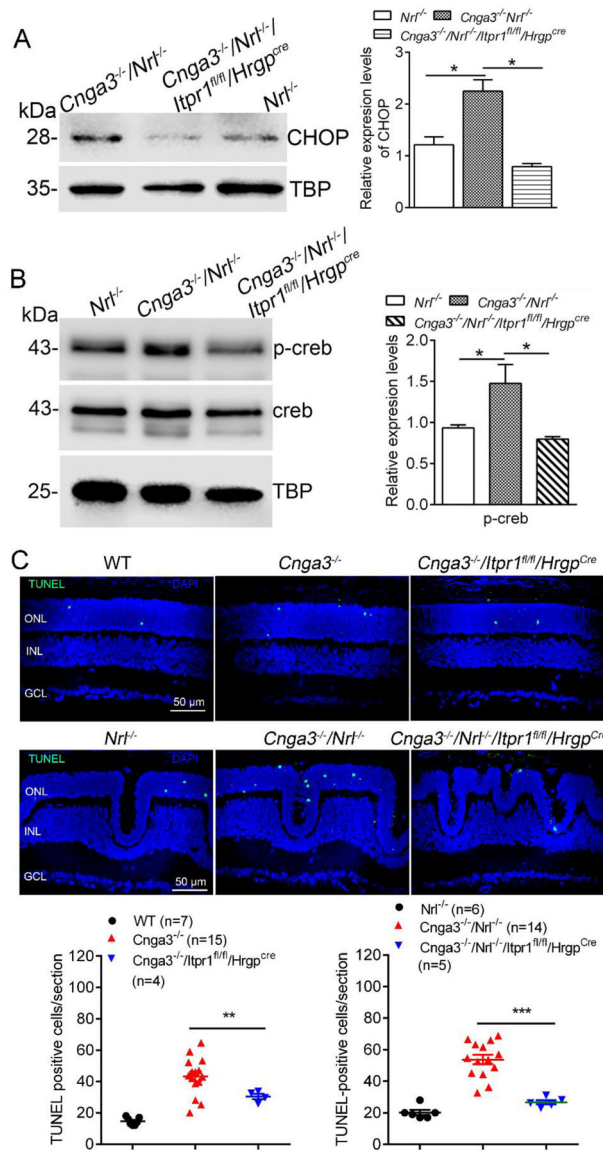 A
Cnga3-/-/Nrl-/-
Cnga3-/-/Nrl-/-/
Itpr1fl/fl/Hrgpcre
Nrl-/-
kDa
28-
CHOP
35-
TBP
Nrl-/-
Cnga3-/-Nrl-/-
Cnga3-/-/Nrl-/-/Itpr1fl/fl/Hrgpcre
Relative expression levels
of CHOP
3
2
1
0
*
*
B
Nrl-/-
Cnga3-/-/Nrl-/-
Cnga3-/-/Nrl-/-/
Itpr1fl/fl/Hrgpcre
kDa
43-
p-creb
43-
creb
25-
TBP
Nrl-/-
Cnga3-/-/Nrl-/-
Cnga3-/-/Nrl-/-/Itpr1fl/fl/Hrgpcre
Relative experision levels
2.0
1.5
1.0
0.5
0.0
*
*
p-creb
C
WT
Cnga3-/-
Cnga3-/-/Itpr1fl/fl/HrgpCre
TUNEL
DAPI
ONL
INL
GCL
50 µm
Nrl-/-
Cnga3-/-/Nrl-/-
Cnga3-/-/Nrl-/-/Itpr1fl/fl/HrgpCre
TUNEL
DAPI
ONL
INL
GCL
50 µm
WT (n=7)
Cnga3-/- (n=15)
Cnga3-/-/Itpr1fl/fl/Hrgpcre
(n=4)
TUNEL positive cells/section
120
100
80
60
40
20
0
**
Nrl-/- (n=6)
Cnga3-/-/Nrl-/- (n=14)
Cnga3-/-/Nrl-/-/Itpr1fl/fl/HrgpCre
(n=5)
TUNEL-positive cells/section
120
100
80
60
40
20
0
***